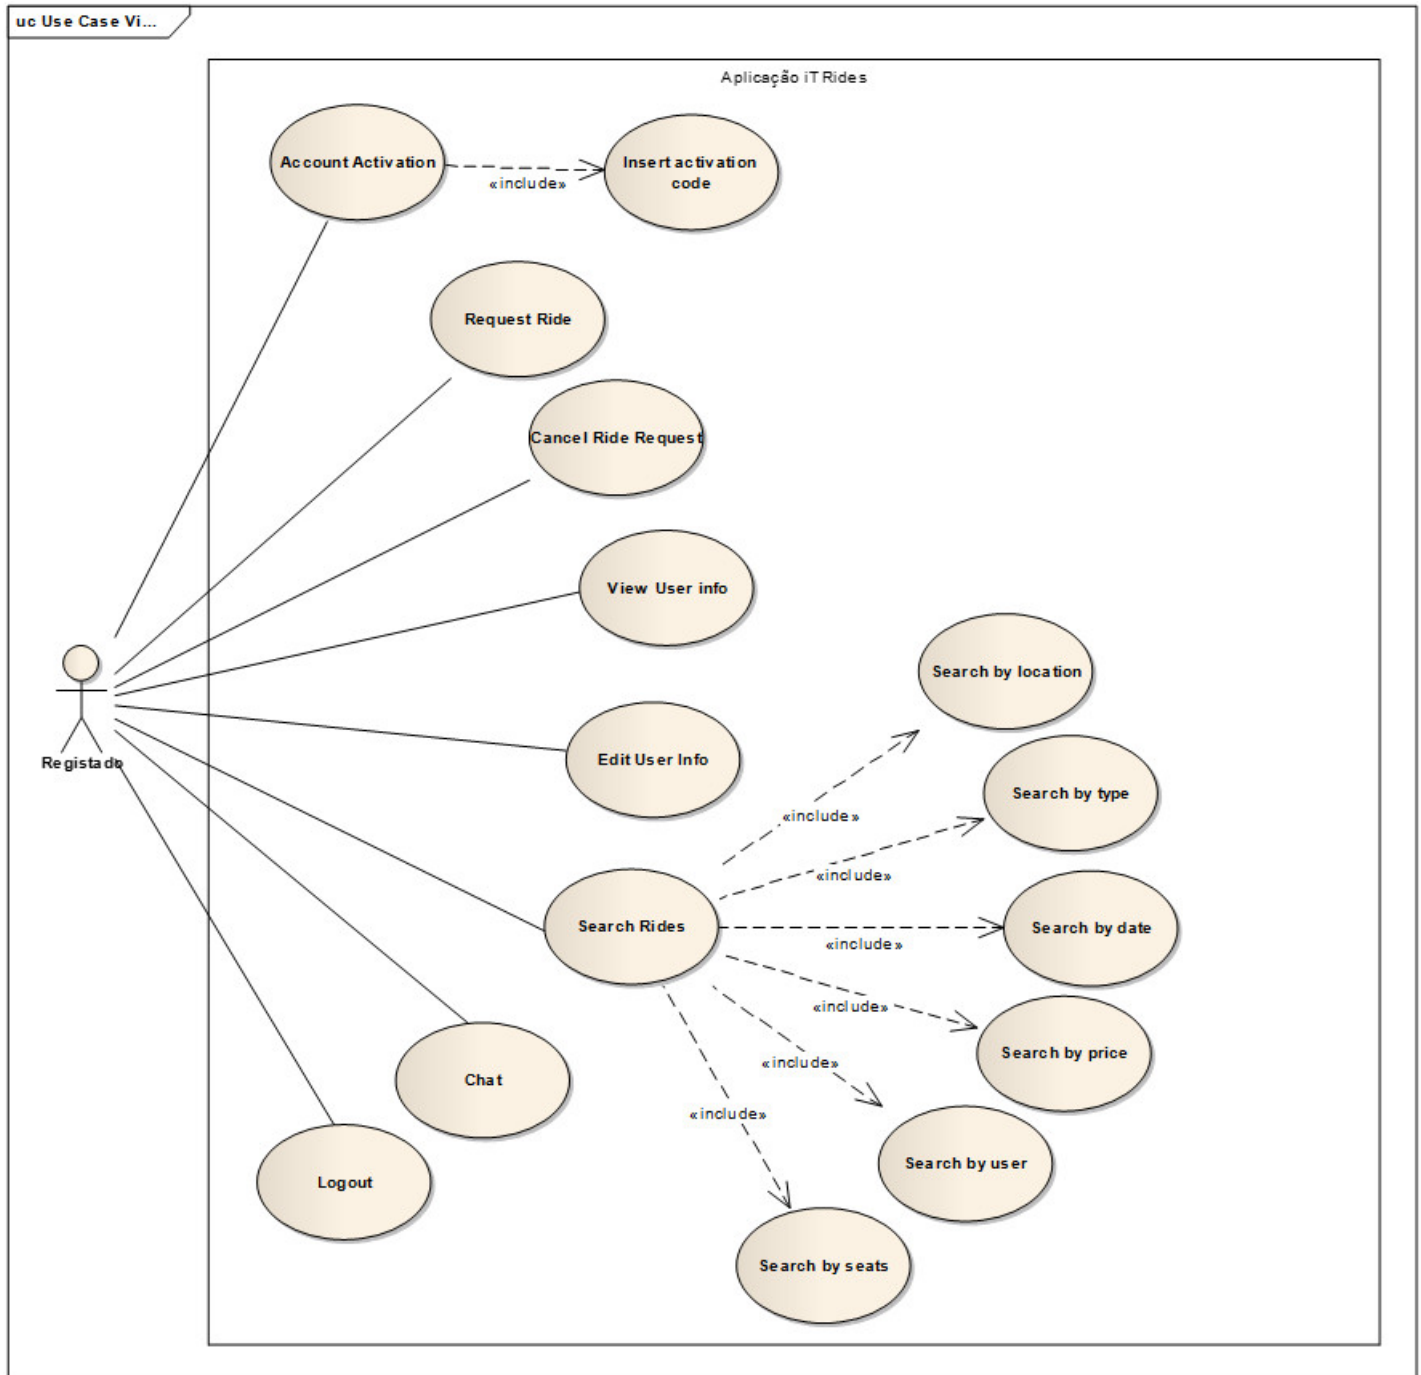 uc Use Case Vi...
Aplicação iTRides
Account Activation
«include»
Insert activation
code
Request Ride
Cancel Ride Request
View User info
Registado
Edit User Info
Search Rides
«include»
Search by location
«include»
Search by type
«include»
Search by date
«include»
Search by price
«include»
Search by user
«include»
Search by seats
Chat
Logout